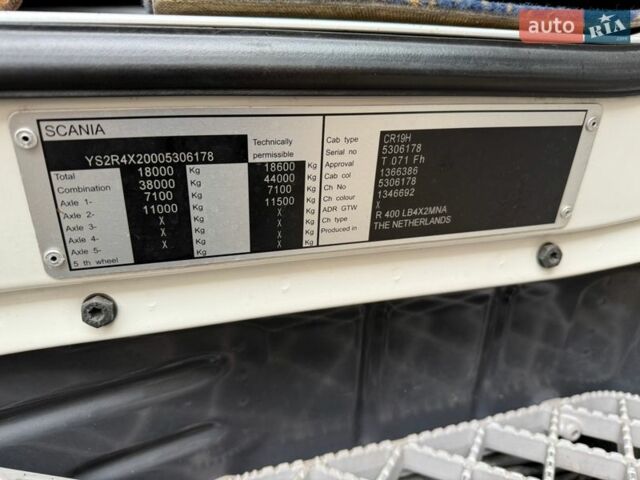 auto RIA.com
SCANIA
YS2R4X20005306178
Technically
permissible
Total 18000 Kg 18600 Kg
Combination 38000 Kg 44000 Kg
Axle 1- 7100 Kg 7100 Kg
Axle 2- 11000 Kg 11500 Kg
Axle 3- X Kg X Kg
Axle 4- X Kg X Kg
Axle 5- X Kg X Kg
5 th wheel X Kg X Kg
Cab type CR19H
Serial no 5306178
Approval T 071 Fh
Cab col 1366386
Ch No 5306178
Ch colour 1346692
ADR GTW X
Ch type R 400 LB4X2MNA
Produced in THE NETHERLANDS